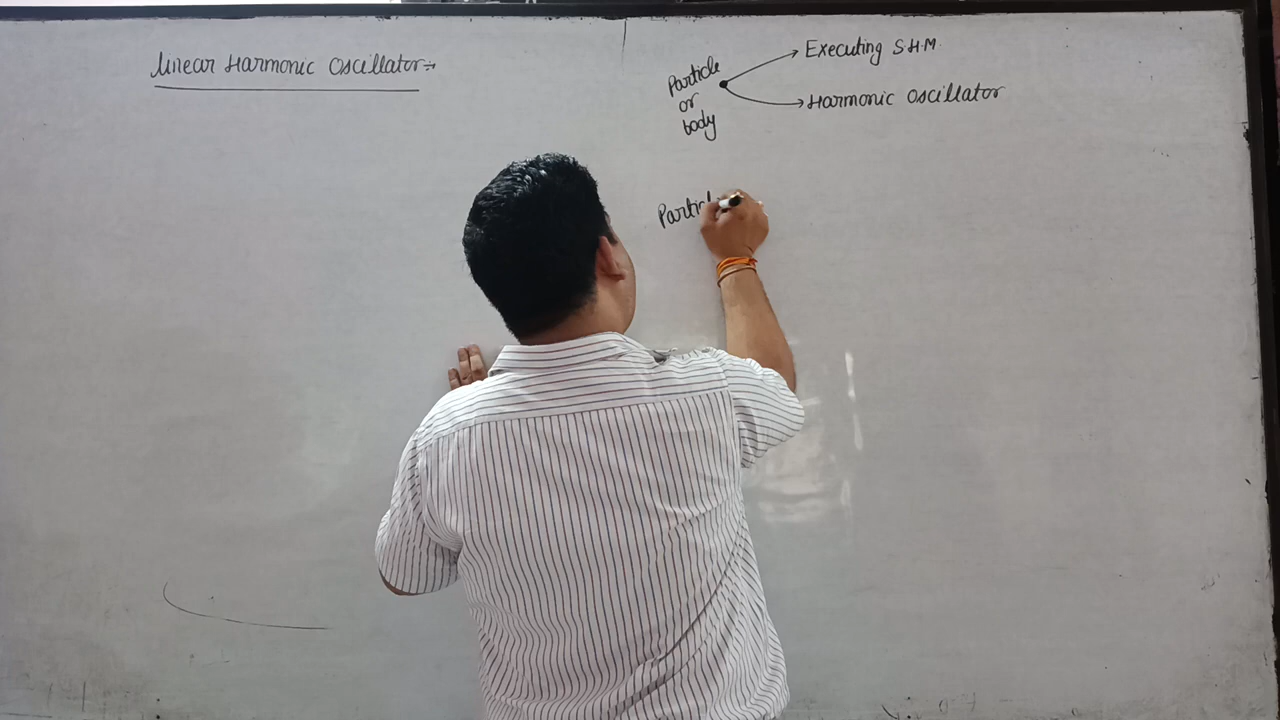 Linear Harmonic Oscillator :-
Particle
or
body
Executing S.H.M.
Harmonic Oscillator